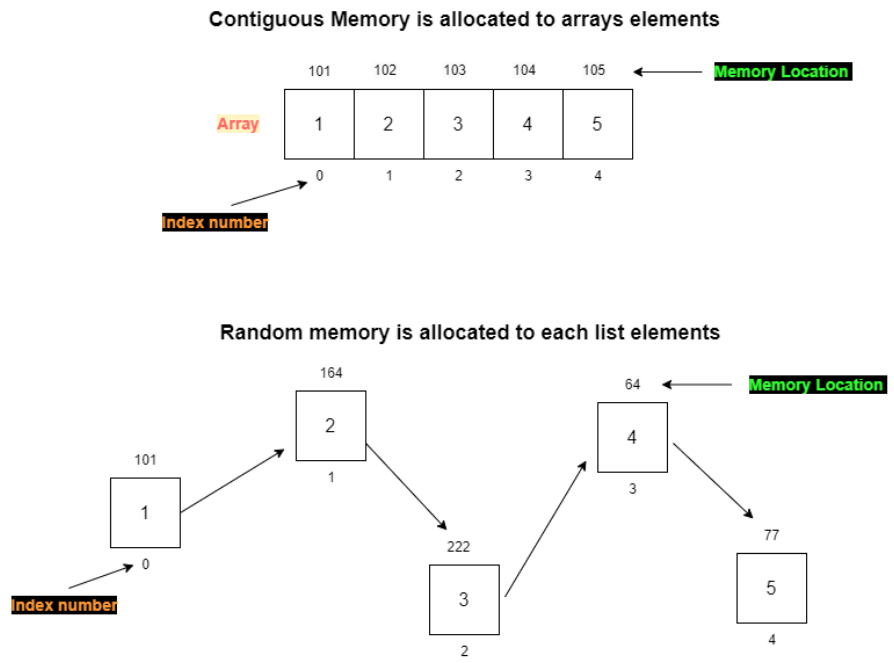 Contiguous Memory is allocated to arrays elements
101 102 103 104 105 Memory Location
Array 1 2 3 4 5
0 1 2 3 4
Index number
Random memory is allocated to each list elements
164
2
1
64 Memory Location
4
3
101
1
0
222
3
2
77
5
4
Index number